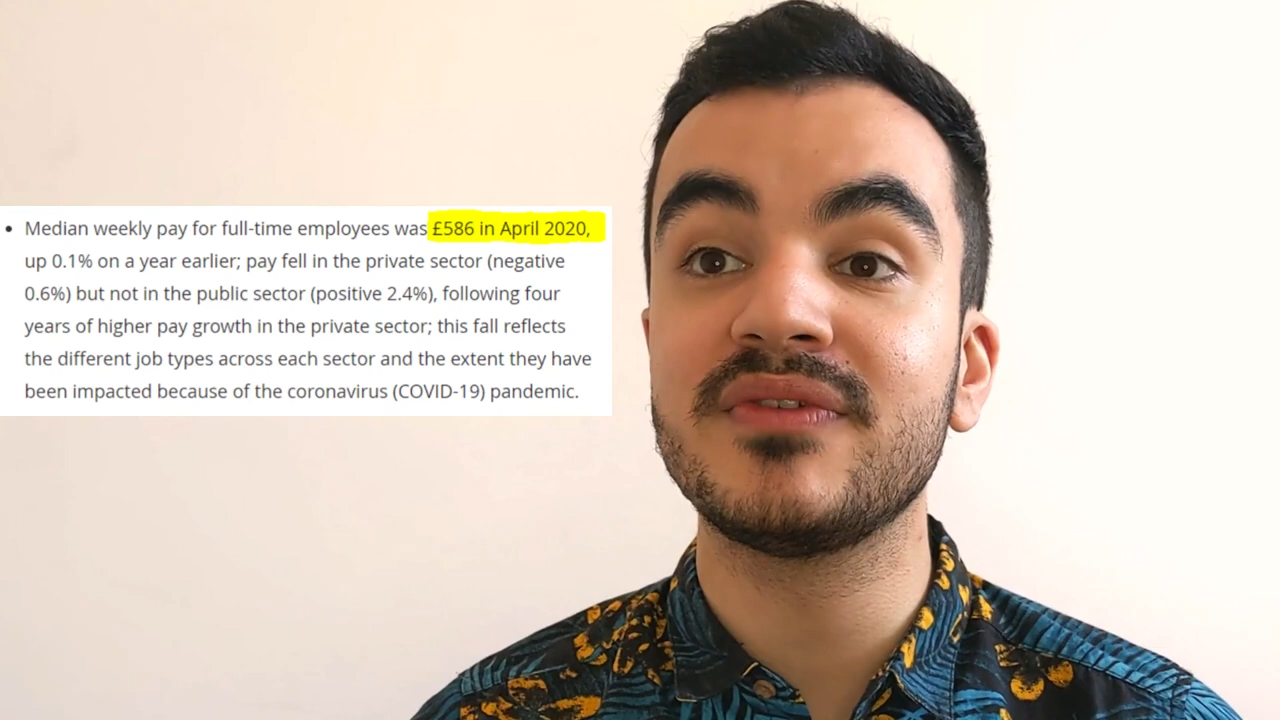 Median weekly pay for full-time employees was £586 in April 2020,
up 0.1% on a year earlier; pay fell in the private sector (negative
0.6%) but not in the public sector (positive 2.4%), following four
years of higher pay growth in the private sector; this fall reflects
the different job types across each sector and the extent they have
been impacted because of the coronavirus (COVID-19) pandemic.